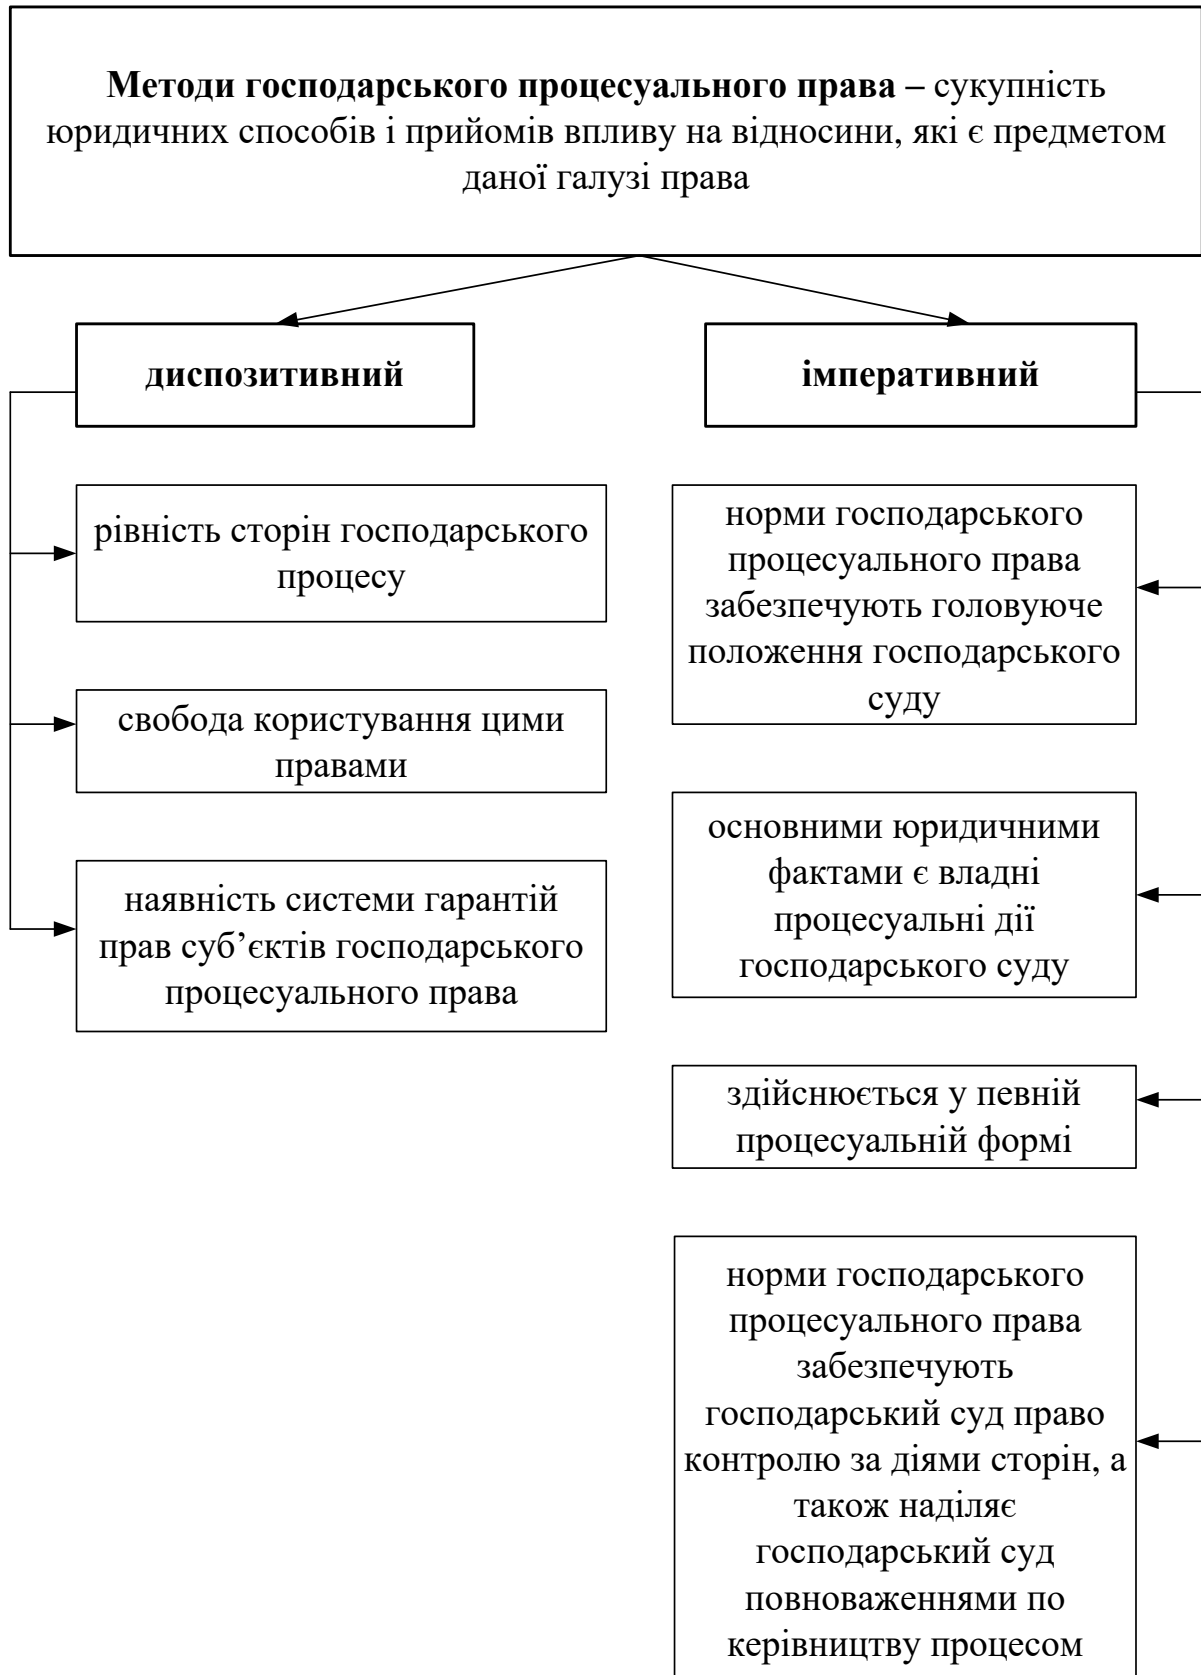 Методи господарського процесуального права – сукупність
юридичних способів і прийомів впливу на відносини, які є предметом
даної галузі права
диспозитивний
рівність сторін господарського
процесу
свобода користування цими
правами
наявність системи гарантій
прав суб’єктів господарського
процесуального права
імперативний
норми господарського
процесуального права
забезпечують головуюче
положення господарського
суду
основними юридичними
фактами є владні
процесуальні дії
господарського суду
здійснюється у певній
процесуальній формі
норми господарського
процесуального права
забезпечують
господарський суд право
контролю за діями сторін, а
також наділяє
господарський суд
повноваженнями по
керівництву процесом